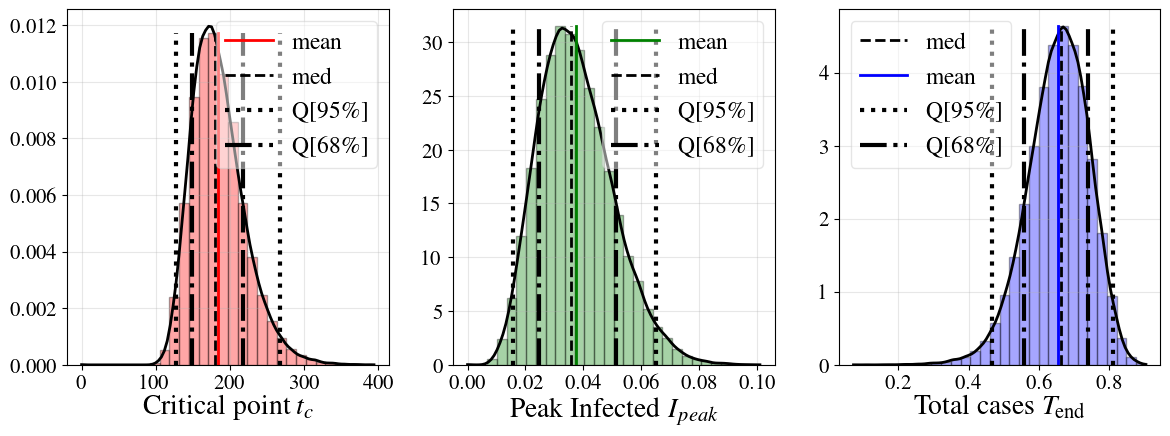 0.012
0.010
0.008
0.006
0.004
0.002
0.000
0
100
200
300
400
Critical point t_c
mean
med
Q[95%]
Q[68%]
30
25
20
15
10
5
0
0.00
0.02
0.04
0.06
0.08
0.10
Peak Infected I_peak
mean
med
Q[95%]
Q[68%]
4
3
2
1
0
0.2
0.4
0.6
0.8
Total cases T_end
med
mean
Q[95%]
Q[68%]